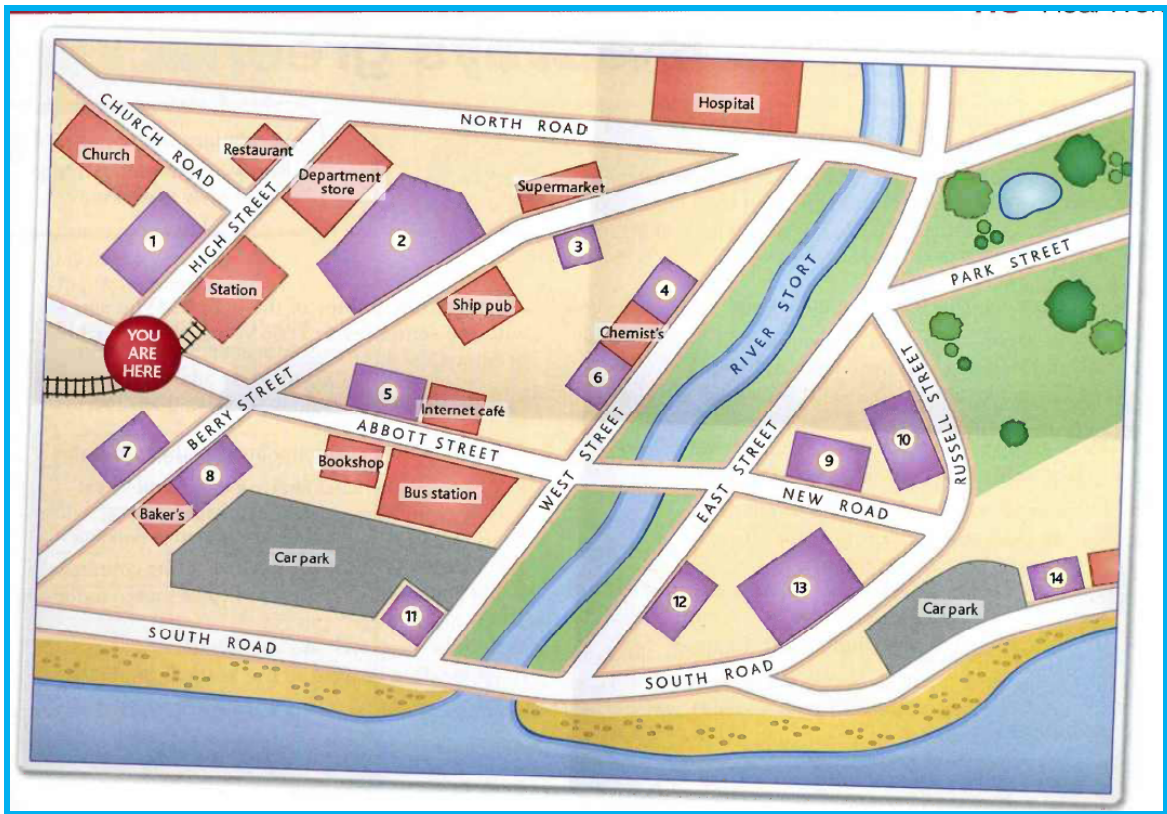 CHURCH ROAD
Church
Restaurant
Department
store
NORTH ROAD
Hospital
Supermarket
1
HIGH STREET
2
3
Station
Ship pub
4
Chemist's
6
RIVER STORT
PARK STREET
YOU
ARE
HERE
BERRY STREET
5
Internet café
ABBOTT STREET
WEST STREET
EAST STREET
RUSSELL STREET
7
8
Baker's
Bookshop
Bus station
9
10
NEW ROAD
Car park
11
12
13
Car park
14
SOUTH ROAD
SOUTH ROAD